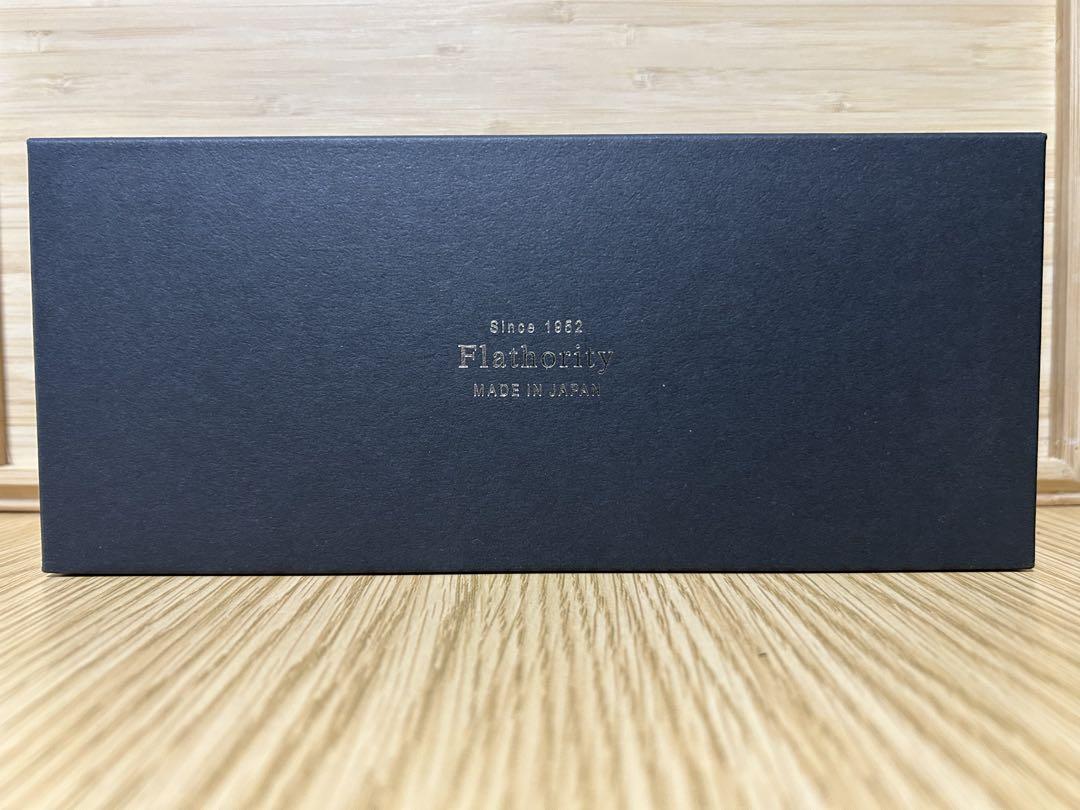 Since 1952
Flathority
MADE IN JAPAN